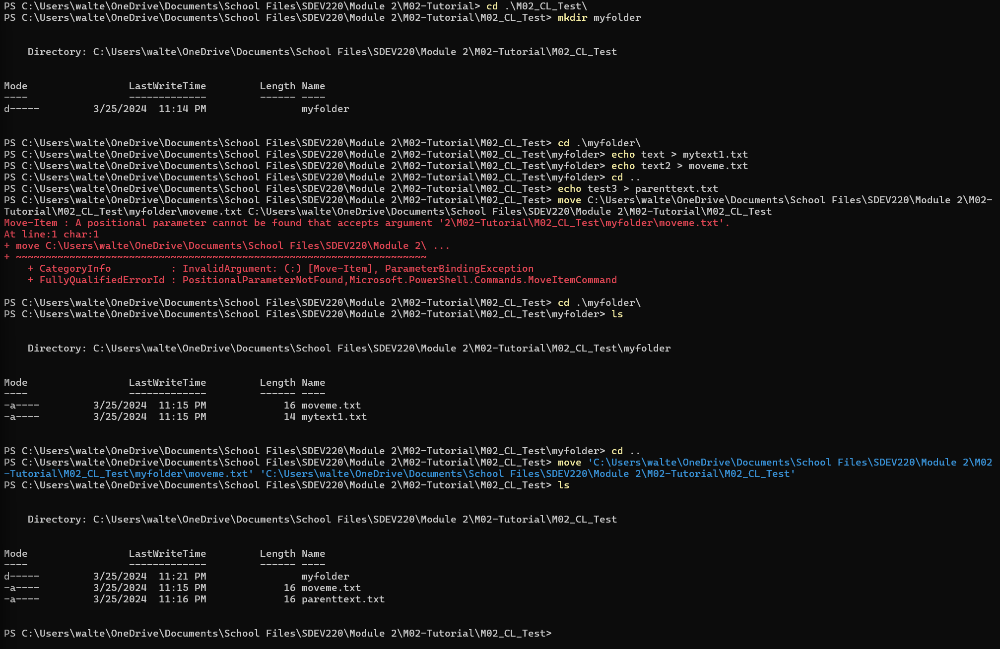 PS C:\Users\walte\OneDrive\Documents\School Files\SDEV220\Module 2\M02-Tutorial> cd .\M02_CL_Test\
PS C:\Users\walte\OneDrive\Documents\School Files\SDEV220\Module 2\M02-Tutorial\M02_CL_Test> mkdir myfolder
    Directory: C:\Users\walte\OneDrive\Documents\School Files\SDEV220\Module 2\M02-Tutorial\M02_CL_Test
Mode                 LastWriteTime         Length Name
----                 -------------         ------ ----
d-----         3/25/2024  11:14 PM                myfolder
PS C:\Users\walte\OneDrive\Documents\School Files\SDEV220\Module 2\M02-Tutorial\M02_CL_Test> cd .\myfolder\
PS C:\Users\walte\OneDrive\Documents\School Files\SDEV220\Module 2\M02-Tutorial\M02_CL_Test\myfolder> echo text > mytext1.txt
PS C:\Users\walte\OneDrive\Documents\School Files\SDEV220\Module 2\M02-Tutorial\M02_CL_Test\myfolder> echo text2 > moveme.txt
PS C:\Users\walte\OneDrive\Documents\School Files\SDEV220\Module 2\M02-Tutorial\M02_CL_Test\myfolder> cd ..
PS C:\Users\walte\OneDrive\Documents\School Files\SDEV220\Module 2\M02-Tutorial\M02_CL_Test> echo test3 > parenttext.txt
PS C:\Users\walte\OneDrive\Documents\School Files\SDEV220\Module 2\M02-Tutorial\M02_CL_Test> move C:\Users\walte\OneDrive\Documents\School Files\SDEV220\Module 2\M02-
Tutorial\M02_CL_Test\myfolder\moveme.txt C:\Users\walte\OneDrive\Documents\School Files\SDEV220\Module 2\M02-Tutorial\M02_CL_Test
Move-Item : A positional parameter cannot be found that accepts argument '2\M02-Tutorial\M02_CL_Test\myfolder\moveme.txt'.
At line:1 char:1
+ move C:\Users\walte\OneDrive\Documents\School Files\SDEV220\Module 2\ ...
+ ~~~~~~~~~~~~~~~~~~~~~~~~~~~~~~~~~~~~~~~~~~~~~~~~~~~~~~~~~~~~~~~~~~~~~
    + CategoryInfo          : InvalidArgument: (:) [Move-Item], ParameterBindingException
    + FullyQualifiedErrorId : PositionalParameterNotFound,Microsoft.PowerShell.Commands.MoveItemCommand
PS C:\Users\walte\OneDrive\Documents\School Files\SDEV220\Module 2\M02-Tutorial\M02_CL_Test> cd .\myfolder\
PS C:\Users\walte\OneDrive\Documents\School Files\SDEV220\Module 2\M02-Tutorial\M02_CL_Test\myfolder> ls
    Directory: C:\Users\walte\OneDrive\Documents\School Files\SDEV220\Module 2\M02-Tutorial\M02_CL_Test\myfolder
Mode                 LastWriteTime         Length Name
----                 -------------         ------ ----
-a----         3/25/2024  11:15 PM             16 moveme.txt
-a----         3/25/2024  11:15 PM             14 mytext1.txt
PS C:\Users\walte\OneDrive\Documents\School Files\SDEV220\Module 2\M02-Tutorial\M02_CL_Test\myfolder> cd ..
PS C:\Users\walte\OneDrive\Documents\School Files\SDEV220\Module 2\M02-Tutorial\M02_CL_Test> move 'C:\Users\walte\OneDrive\Documents\School Files\SDEV220\Module 2\M02
-Tutorial\M02_CL_Test\myfolder\moveme.txt' 'C:\Users\walte\OneDrive\Documents\School Files\SDEV220\Module 2\M02-Tutorial\M02_CL_Test'
PS C:\Users\walte\OneDrive\Documents\School Files\SDEV220\Module 2\M02-Tutorial\M02_CL_Test> ls
    Directory: C:\Users\walte\OneDrive\Documents\School Files\SDEV220\Module 2\M02-Tutorial\M02_CL_Test
Mode                 LastWriteTime         Length Name
----                 -------------         ------ ----
d-----         3/25/2024  11:21 PM                myfolder
-a----         3/25/2024  11:15 PM             16 moveme.txt
-a----         3/25/2024  11:16 PM             16 parenttext.txt
PS C:\Users\walte\OneDrive\Documents\School Files\SDEV220\Module 2\M02-Tutorial\M02_CL_Test>